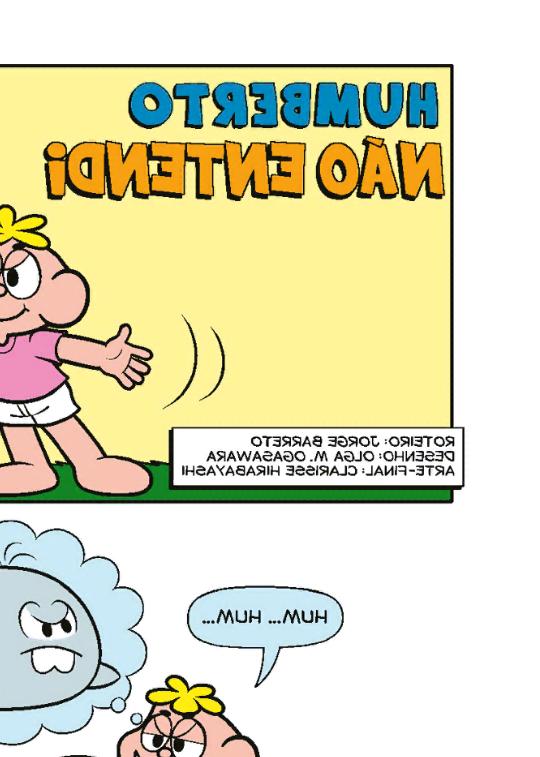 HUMBERTO
NÃO ENTENDI
ROTEIRO: JORGE BARRETO
DESENHO: OLGA M. OGASAWARA
ARTE-FINAL: CLARISSE HIRABAYASHI
HUM... HUM...